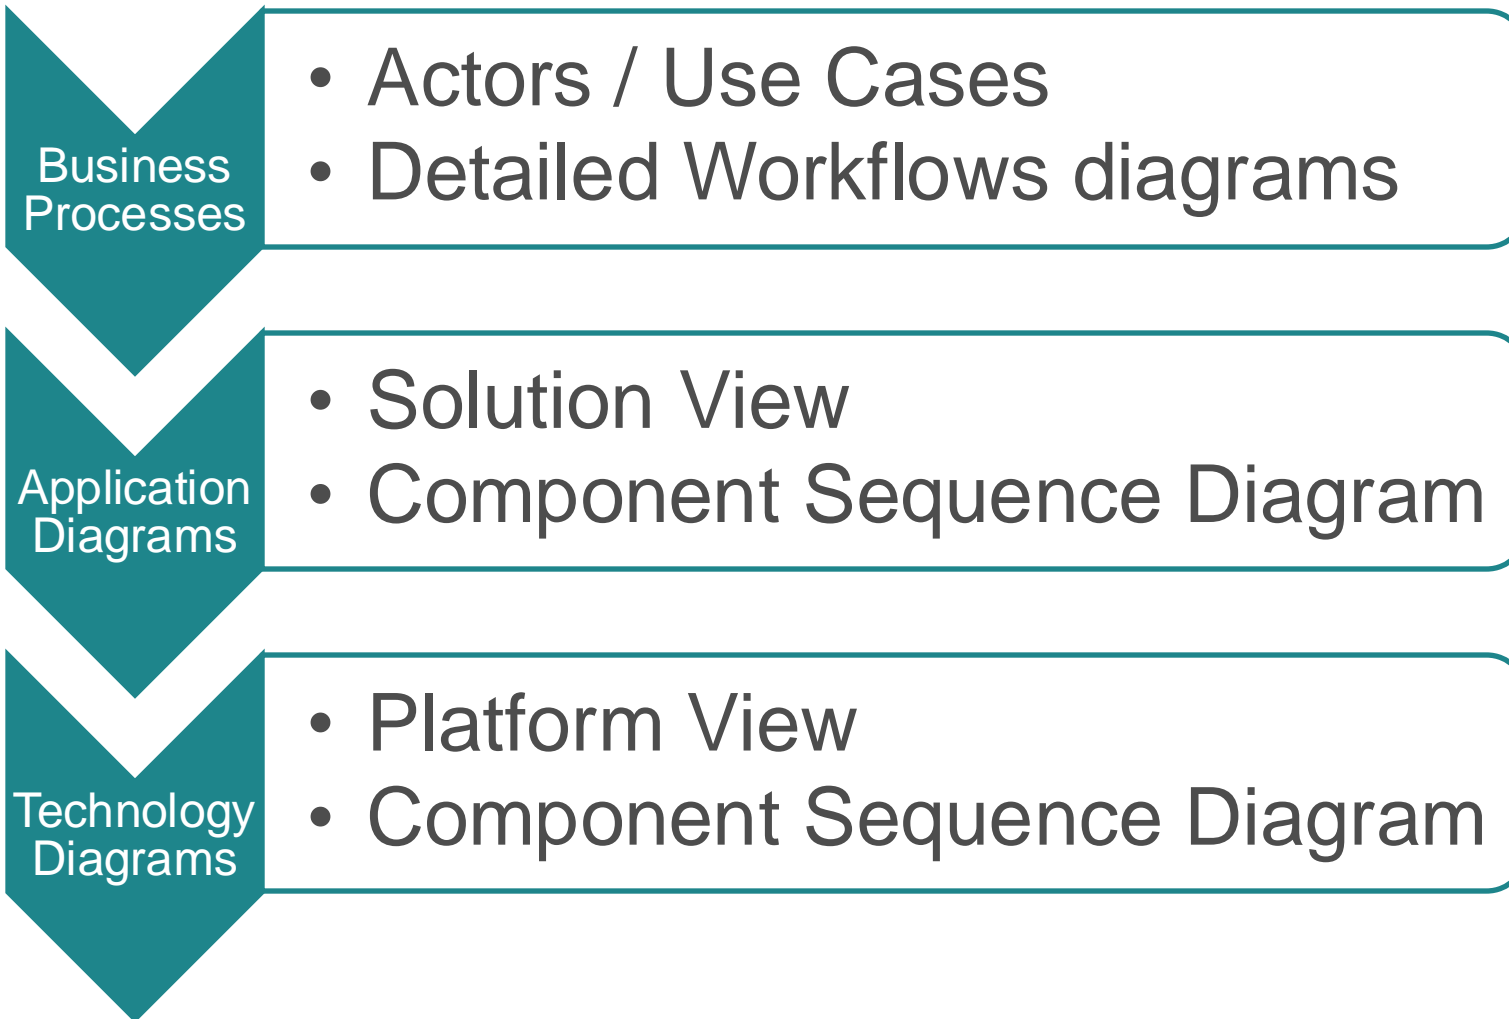 Business
Processes
• Actors / Use Cases
• Detailed Workflows diagrams
Application
Diagrams
• Solution View
• Component Sequence Diagram
Technology
Diagrams
• Platform View
• Component Sequence Diagram